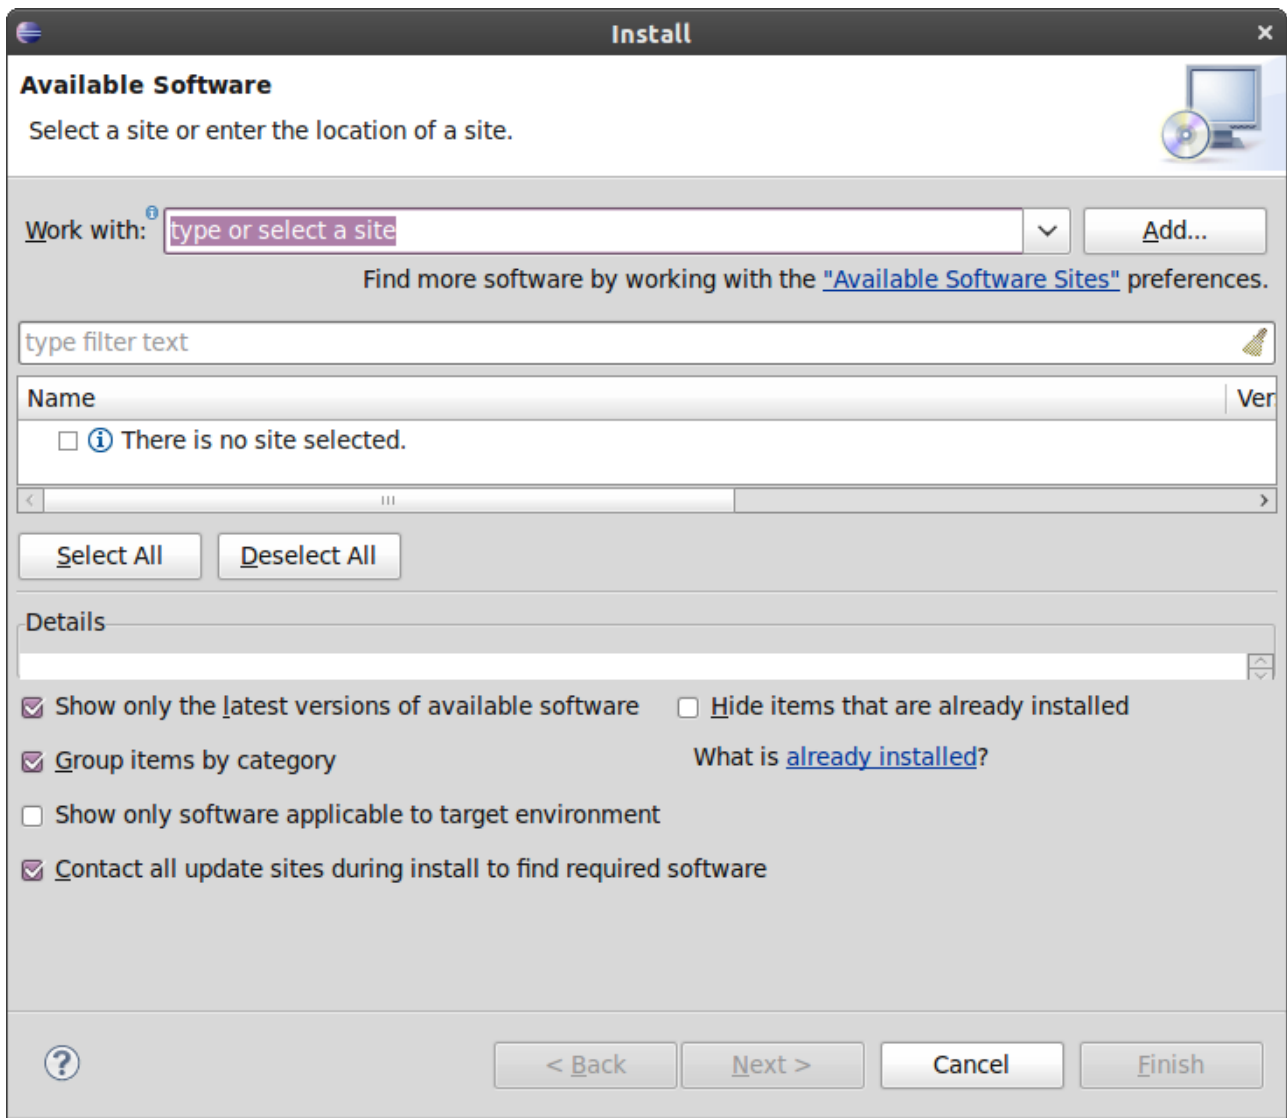 Install
Available Software
Select a site or enter the location of a site.
Work with: type or select a site Add...
Find more software by working with the "Available Software Sites" preferences.
type filter text
Name Ver
There is no site selected.
Select All Deselect All
Details
Show only the latest versions of available software Hide items that are already installed
Group items by category What is already installed?
Show only software applicable to target environment
Contact all update sites during install to find required software
< Back Next > Cancel Finish